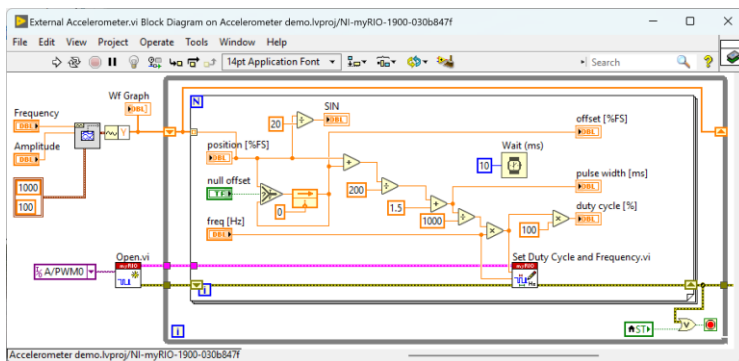 External Accelerometer.vi Block Diagram on Accelerometer demo.lvproj/NI-myRIO-1900-030b847f
File Edit View Project Operate Tools Window Help
14pt Application Font
Search
Wf Graph
DBL
Frequency
DBL
Amplitude
DBL
1000
100
N
SIN
20
DBL
offset [%FS]
DBL
position [%FS]
DBL
Wait (ms)
10
null offset
TF
0
200
pulse width [ms]
DBL
1.5
1000
duty cycle [%]
DBL
100
freq [Hz]
DBL
A/PWM0
Open.vi
myRIO
Set Duty Cycle and Frequency.vi
myRIO
Hz
i
i
ST
Accelerometer demo.lvproj/NI-myRIO-1900-030b847f